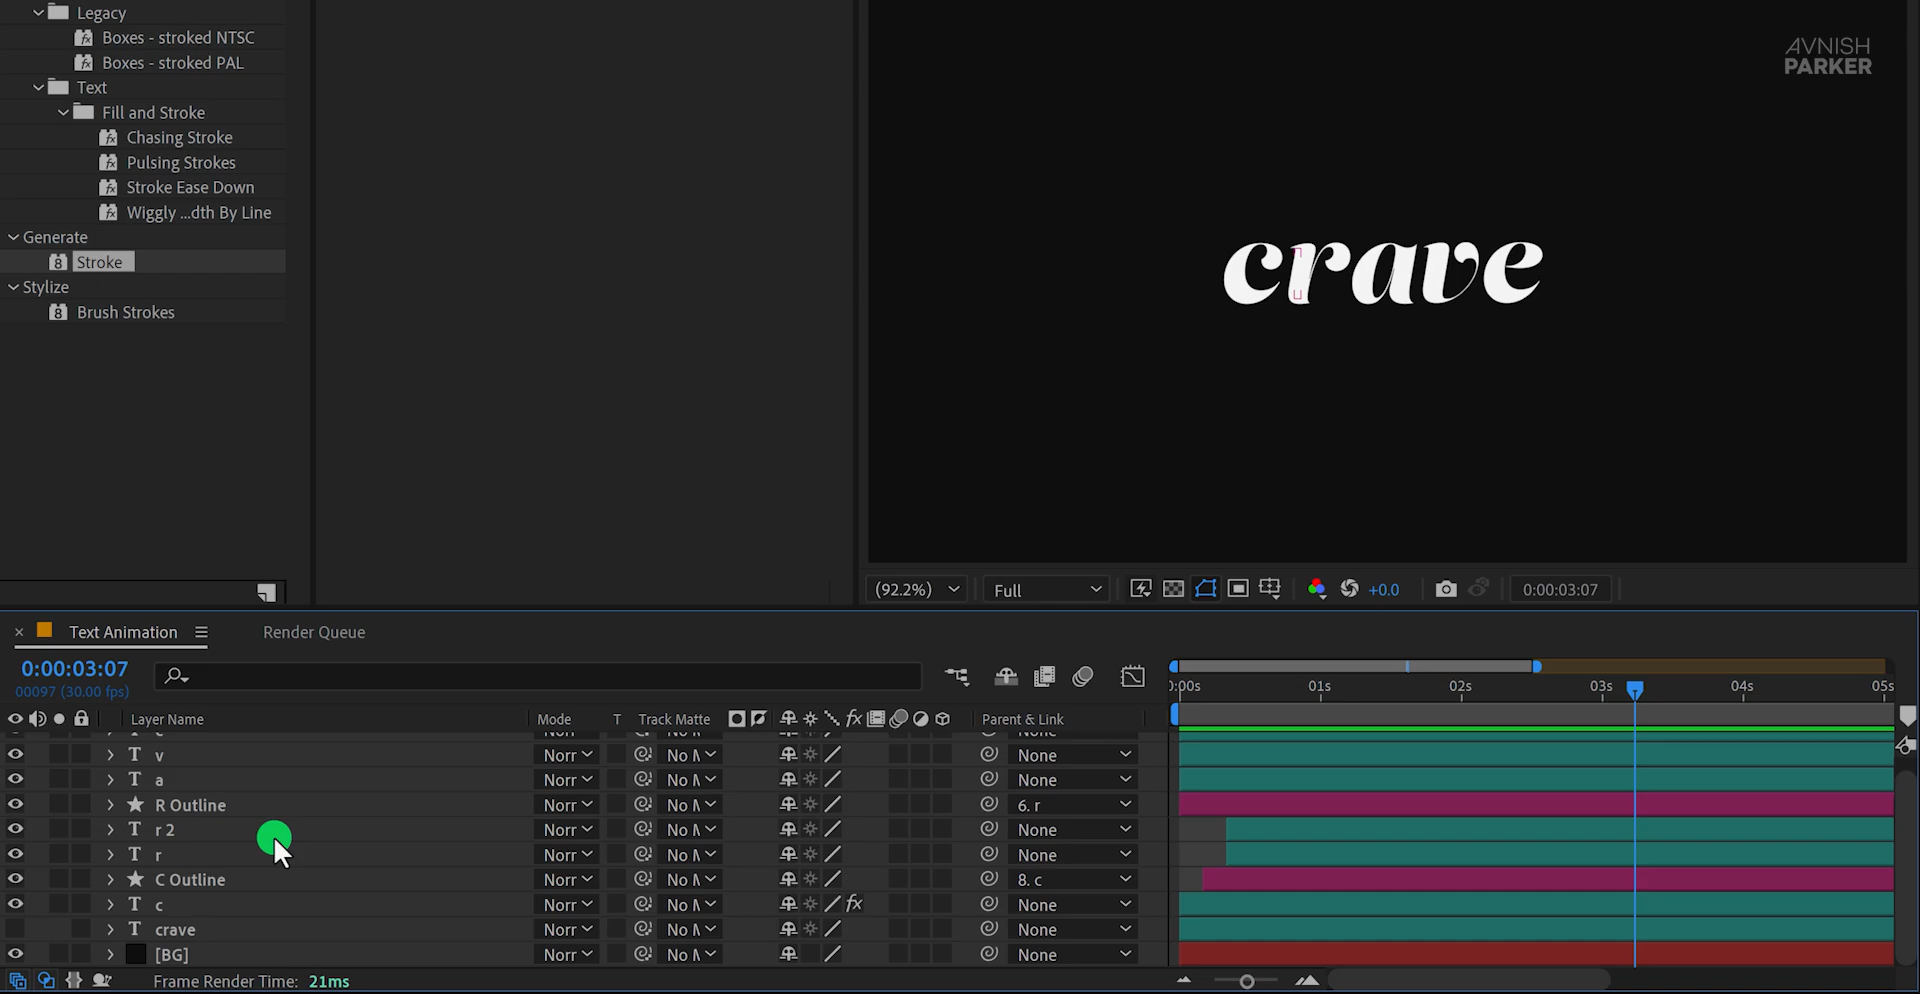 Legacy
Boxes - stroked NTSC
Boxes - stroked PAL
Text
Fill and Stroke
Chasing Stroke
Pulsing Strokes
Stroke Ease Down
Wiggly ...dth By Line
Generate
Stroke
Stylize
Brush Strokes
AVNISH
PARKER
crave
(92.2%) Full +0.0 0:00:03:07
Text Animation Render Queue
0:00:03:07
00097 (30.00 fps)
0:00s 01s 02s 03s 04s 05s
Layer Name Mode T Track Matte fx Parent & Link
T v Norr No M None
T a Norr No M None
R Outline Norr No M 6. r
T r 2 Norr No M None
T r Norr No M None
C Outline Norr No M 8. c
T c Norr No M fx None
T crave Norr No M None
[BG] Norr No M None
Frame Render Time: 21ms